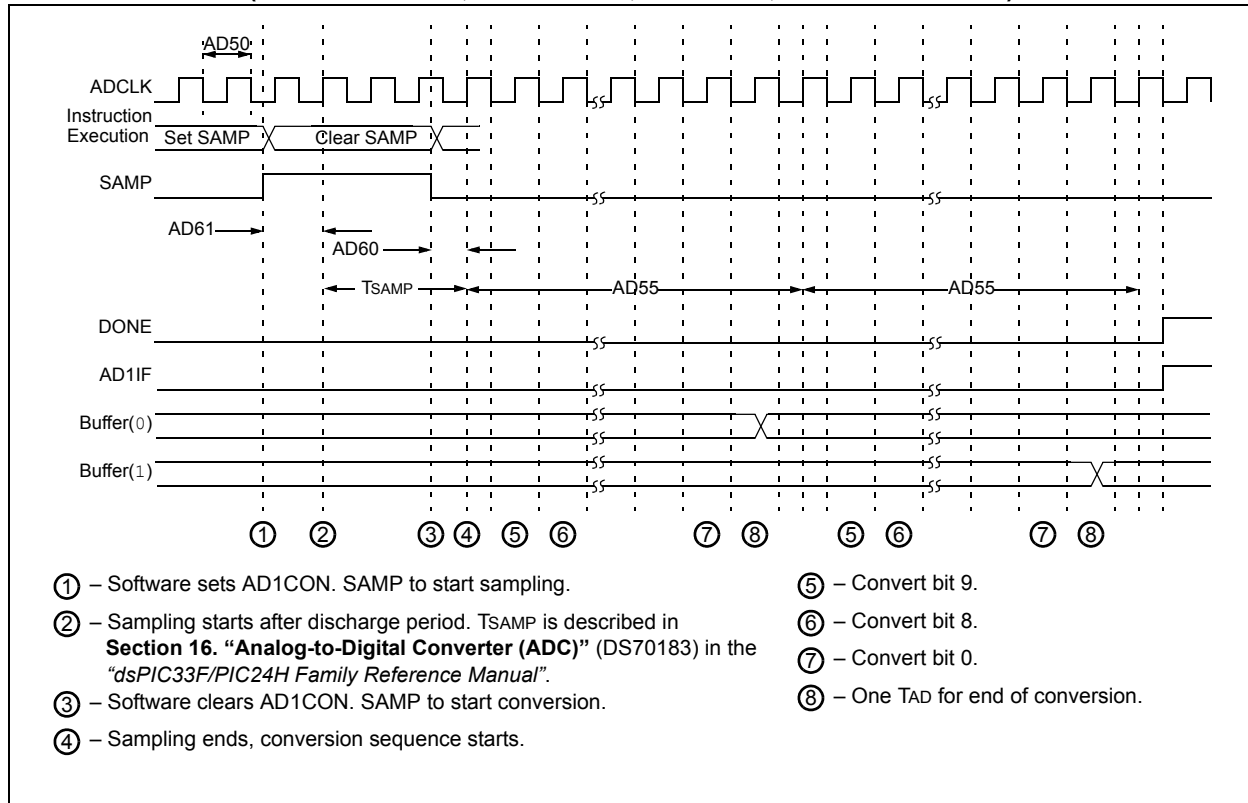 AD50
ADCLK
Instruction
Execution
Set SAMP
Clear SAMP
SAMP
AD61
AD60
TSAMP
AD55
AD55
DONE
AD1IF
Buffer(0)
Buffer(1)
1 2 3 4 5 6 7 8 5 6 7 8
1 – Software sets AD1CON. SAMP to start sampling.
2 – Sampling starts after discharge period. TSAMP is described in
Section 16. “Analog-to-Digital Converter (ADC)” (DS70183) in the
“dsPIC33F/PIC24H Family Reference Manual”.
3 – Software clears AD1CON. SAMP to start conversion.
4 – Sampling ends, conversion sequence starts.
5 – Convert bit 9.
6 – Convert bit 8.
7 – Convert bit 0.
8 – One TAD for end of conversion.